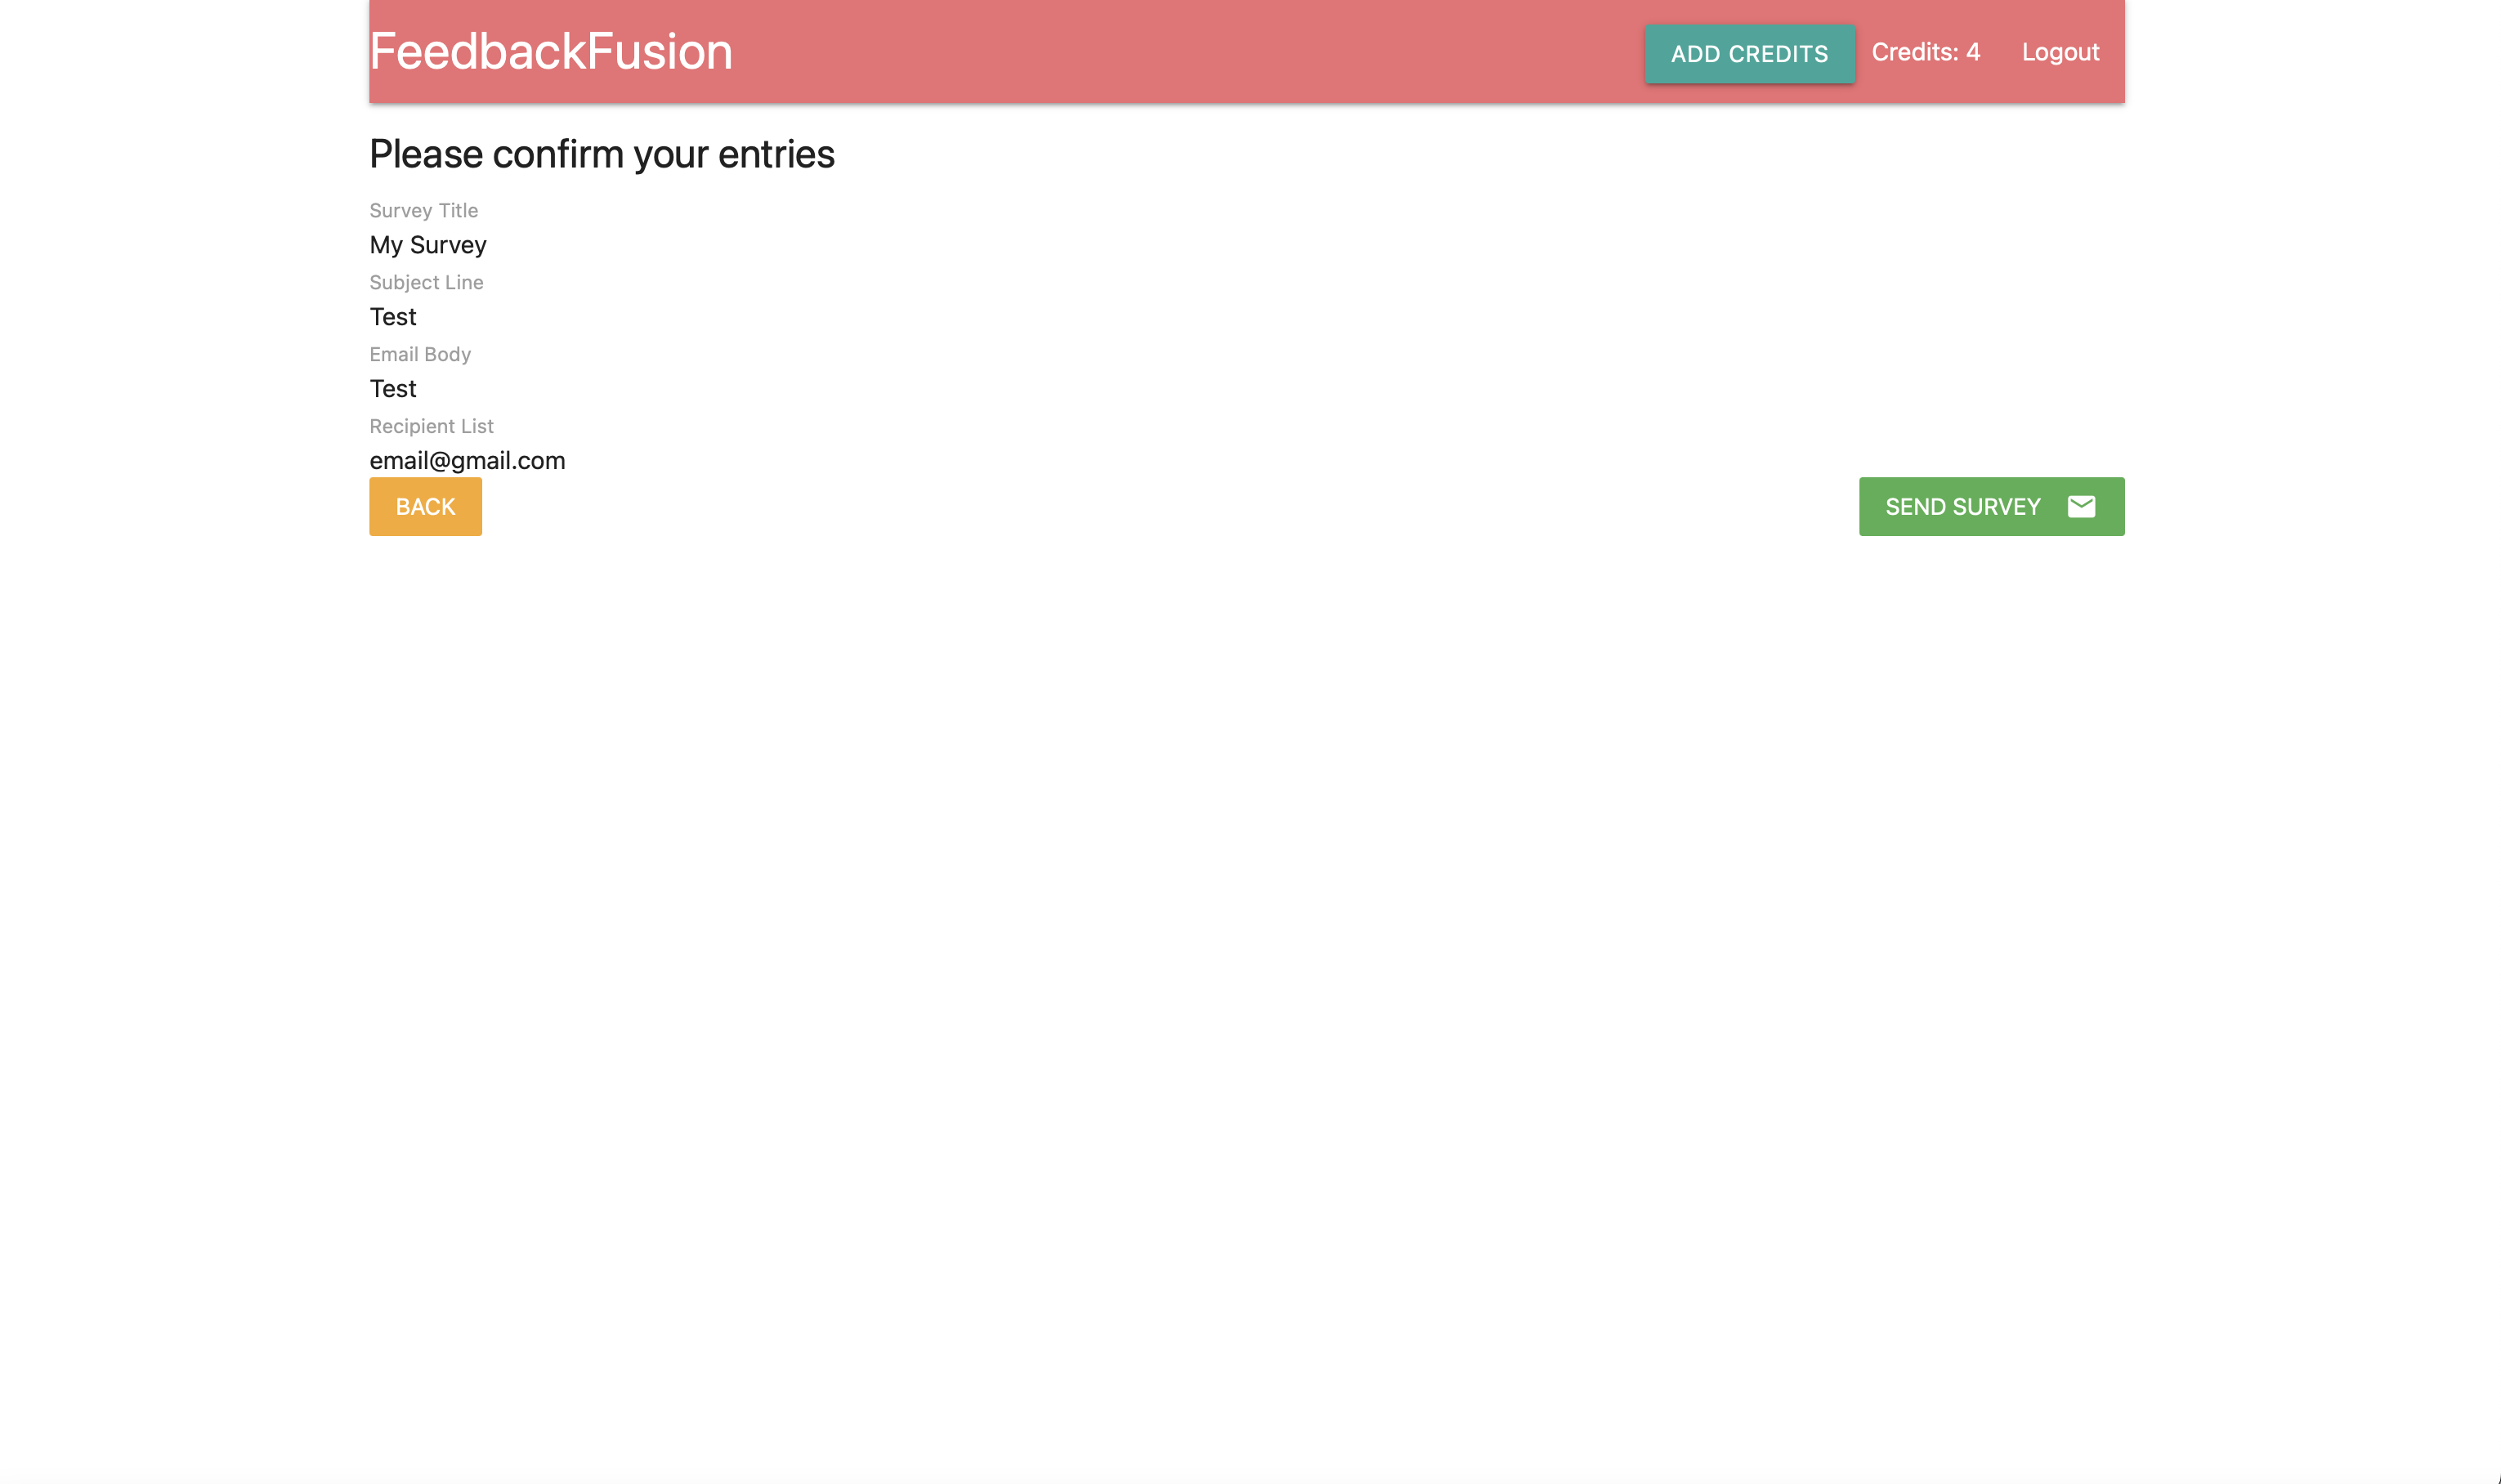 FeedbackFusion
ADD CREDITS
Credits: 4
Logout
Please confirm your entries
Survey Title
My Survey
Subject Line
Test
Email Body
Test
Recipient List
email@gmail.com
BACK
SEND SURVEY